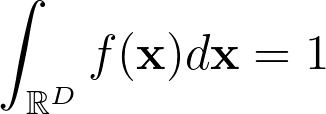 ∫_{ℝ^D} f(𝐱)d𝐱 = 1